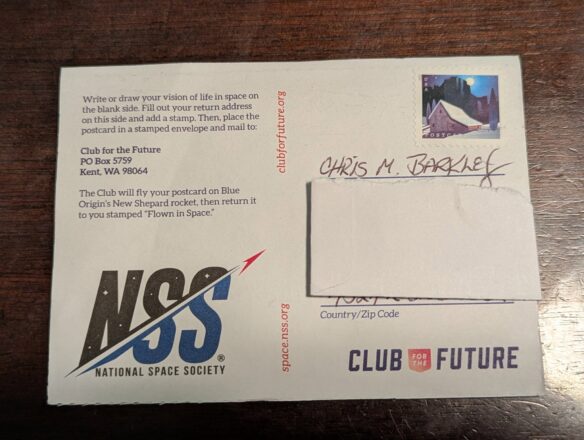 Write or draw your vision of life in space on
the blank side. Fill out your return address
on this side and add a stamp. Then, place the
postcard in a stamped envelope and mail to:
Club for the Future
PO Box 5759
Kent, WA 98064
The Club will fly your postcard on Blue
Origin's New Shepard rocket, then return it
to you stamped "Flown in Space."
NSS®
NATIONAL SPACE SOCIETY
clubforfuture.org
space.nss.org
POSTCARD
CHRIS M. BARKLEY
Country/Zip Code
CLUB FOR THE FUTURE